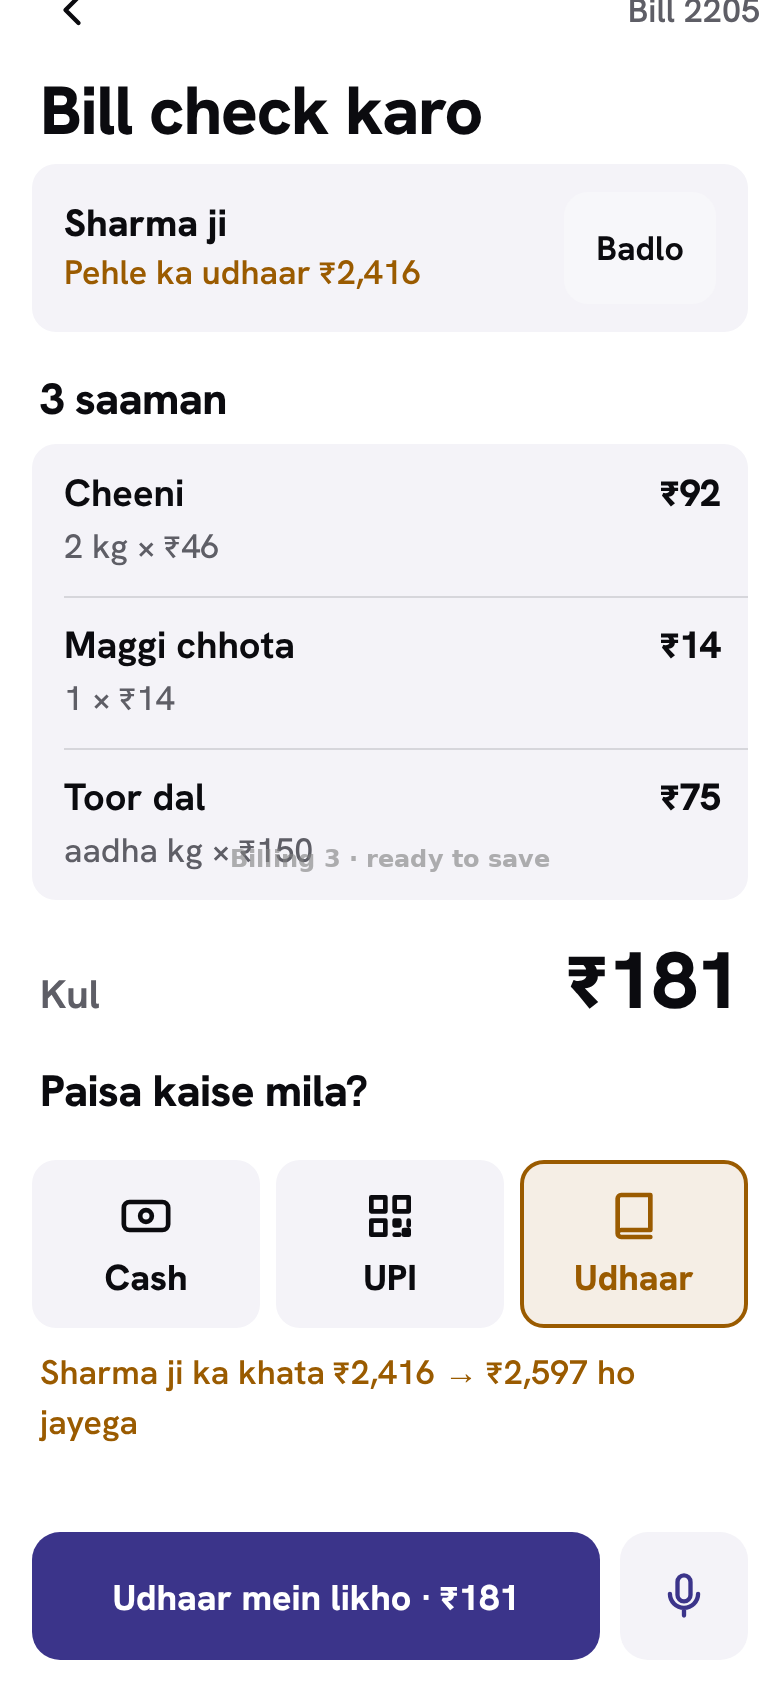 Bill 2205
Bill check karo
Sharma ji
Pehle ka udhaar ₹2,416
Badlo
3 saaman
Cheeni
₹92
2 kg × ₹46
Maggi chhota
₹14
1 × ₹14
Toor dal
₹75
aadha kg × ₹150
Billing 3 · ready to save
Kul
₹181
Paisa kaise mila?
Cash
UPI
Udhaar
Sharma ji ka khata ₹2,416 → ₹2,597 ho
jayega
Udhaar mein likho · ₹181